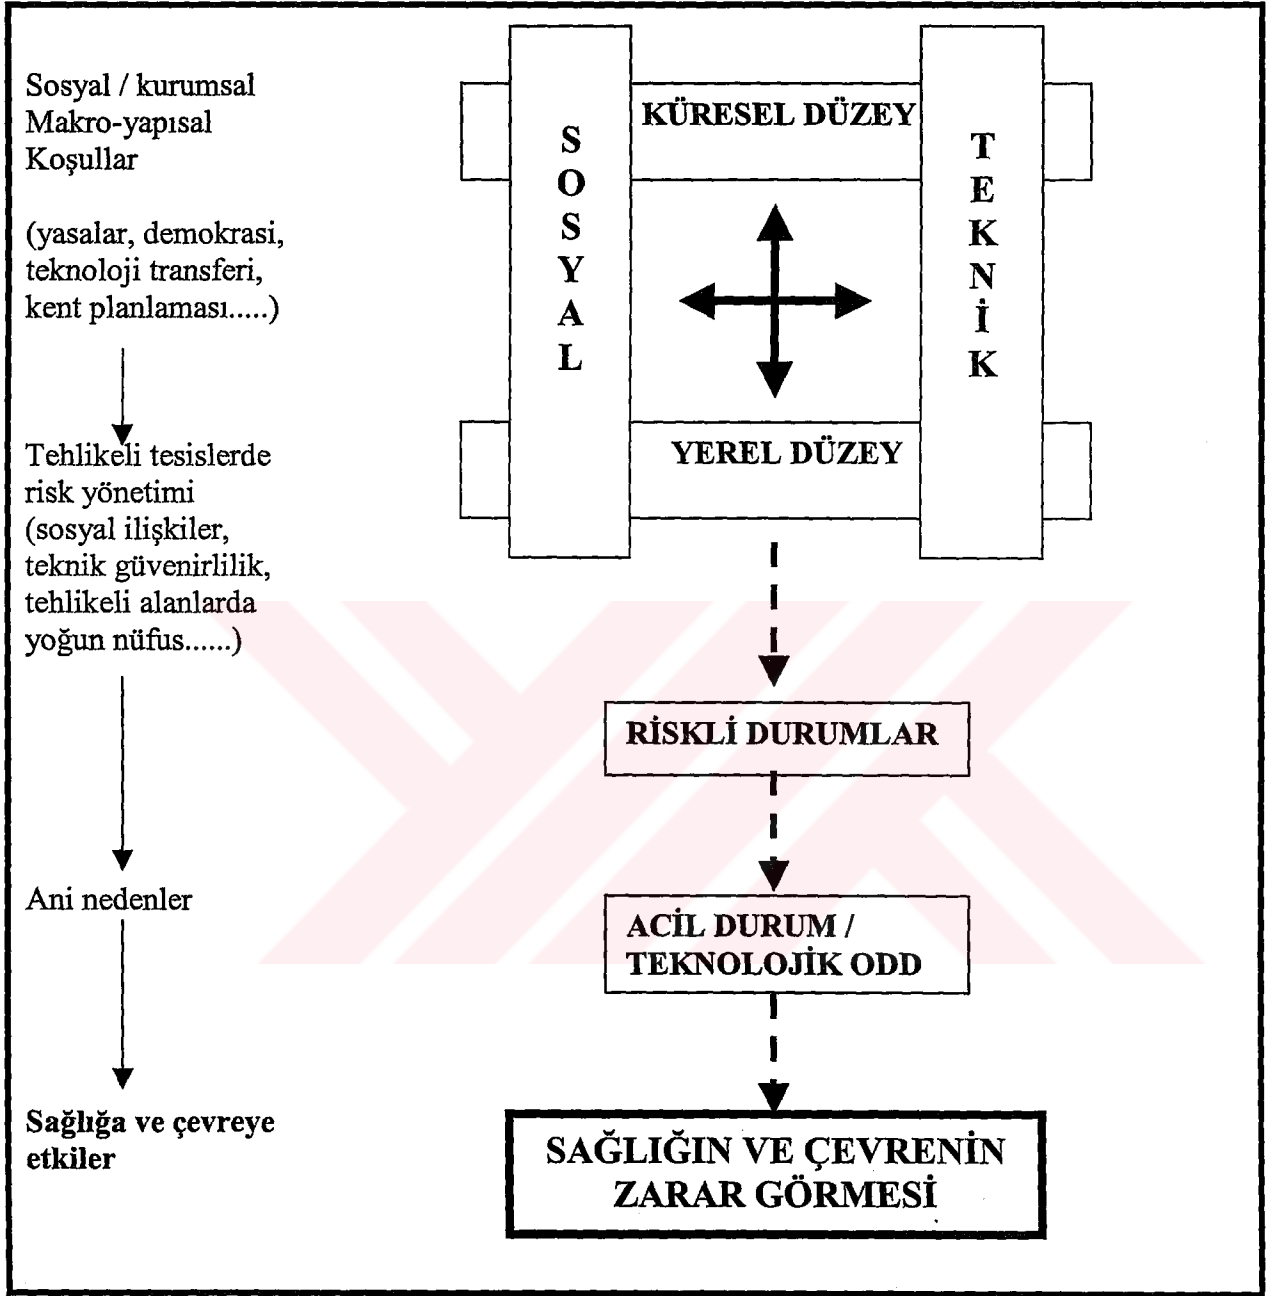 Sosyal / kurumsal
Makro-yapısal
Koşullar
(yasalar, demokrasi,
teknoloji transferi,
kent planlaması.....)
Tehlikeli tesislerde
risk yönetimi
(sosyal ilişkiler,
teknik güvenirlilik,
tehlikeli alanlarda
yoğun nüfus......)
Ani nedenler
Sağlığa ve çevreye
etkiler
KÜRESEL DÜZEY
SOSYAL
TEKNİK
YEREL DÜZEY
RİSKLİ DURUMLAR
ACİL DURUM /
TEKNOLOJİK ODD
SAĞLIĞIN VE ÇEVRENİN
ZARAR GÖRMESİ